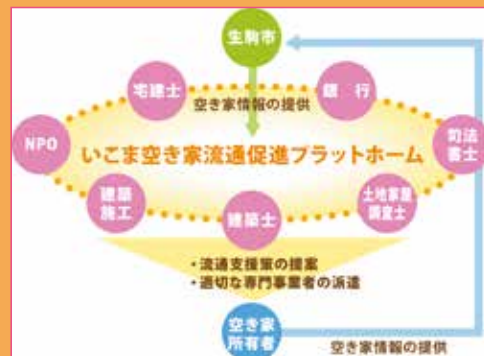 生駒市
宅建士
銀行
空き家情報の提供
NPO
司法
書士
いこま空き家流通促進プラットホーム
建築
施工
土地家屋
調査士
建築士
・流通支援策の提案
・適切な専門事業者の派遣
空き家
所有者
空き家情報の提供